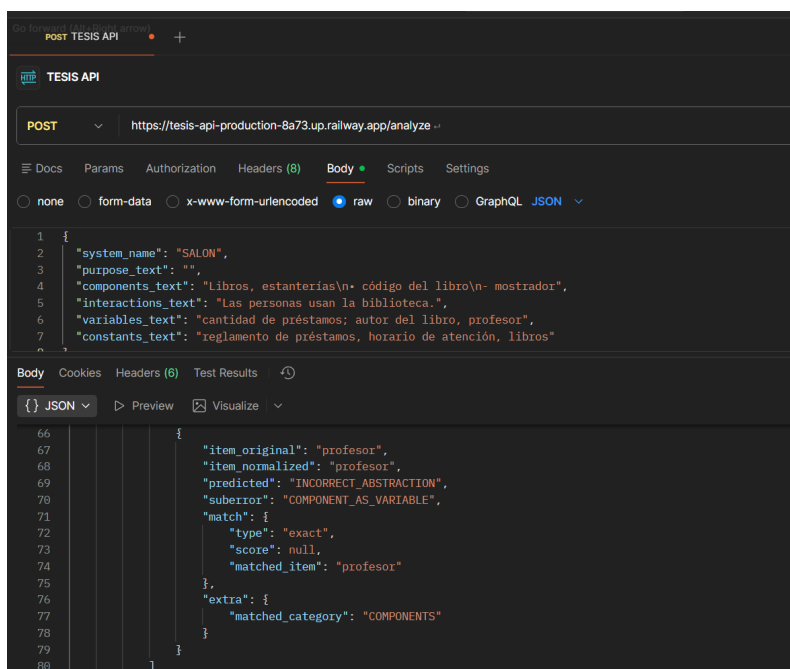 Go forward (Alt+Right arrow)
POST TESIS API
HTTP TESIS API
POST https://tesis-api-production-8a73.up.railway.app/analyze
Docs Params Authorization Headers (8) Body Scripts Settings
none form-data x-www-form-urlencoded raw binary GraphQL JSON
1 {
2 "system_name": "SALON",
3 "purpose_text": "",
4 "components_text": "Libros, estanterías\n• código del libro\n- mostrador",
5 "interactions_text": "Las personas usan la biblioteca.",
6 "variables_text": "cantidad de préstamos; autor del libro, profesor",
7 "constants_text": "reglamento de préstamos, horario de atención, libros"
8 }
Body Cookies Headers (6) Test Results
{} JSON Preview Visualize
66 {
67 "item_original": "profesor",
68 "item_normalized": "profesor",
69 "predicted": "INCORRECT_ABSTRACTION",
70 "suberror": "COMPONENT_AS_VARIABLE",
71 "match": {
72 "type": "exact",
73 "score": null,
74 "matched_item": "profesor"
75 },
76 "extra": {
77 "matched_category": "COMPONENTS"
78 }
79 }
80 ]